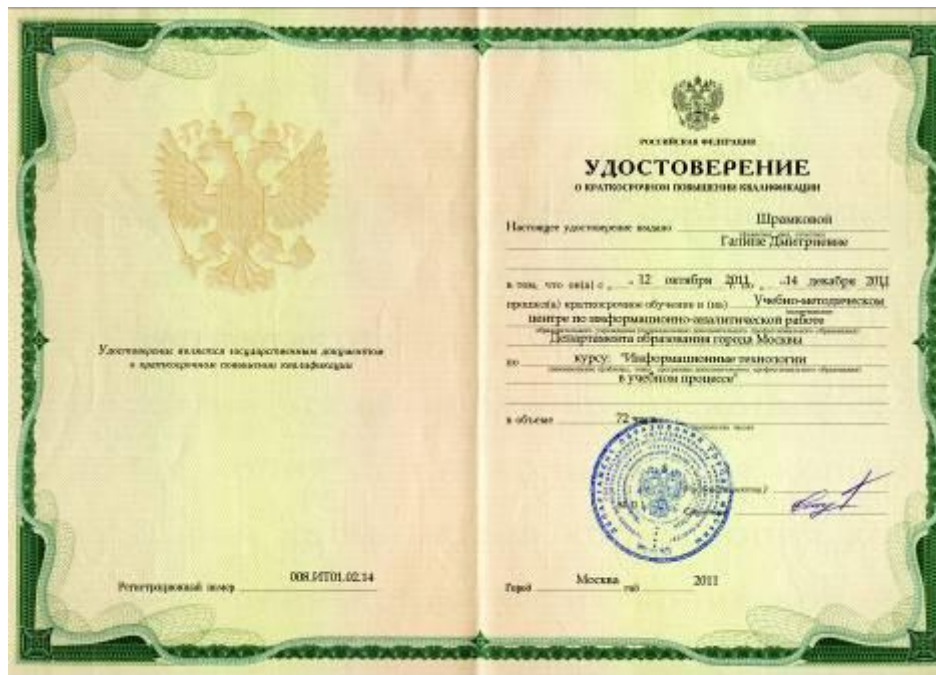 Удостоверение является государственным документом
о краткосрочном повышении квалификации
Регистрационный номер 008.ИТ01.02.14
РОССИЙСКАЯ ФЕДЕРАЦИЯ
УДОСТОВЕРЕНИЕ
О КРАТКОСРОЧНОМ ПОВЫШЕНИИ КВАЛИФИКАЦИИ
Настоящее удостоверение выдано Шрамковой
Галине Дмитриевне
в том, что он(а) с 12 октября 2011 14 декабря 2011
прошел(а) краткосрочное обучение в (на) Учебно-методическом
центре по информационно-аналитической работе
Департамента образования города Москвы
по курсу: "Информационные технологии
в учебном процессе"
в объеме 72
Город Москва год 2011